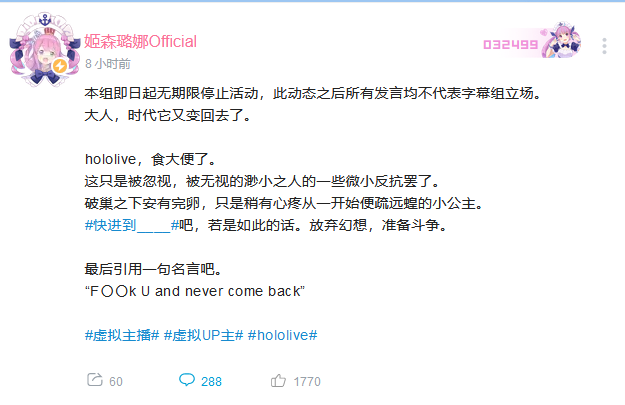 姬森璐娜Official
032499
8 小时前
本组即日起无期限停止活动，此动态之后所有发言均不代表字幕组立场。
大人，时代它又变回去了。
hololive，食大便了。
这只是被忽视，被无视的渺小之人的一些微小反抗罢了。
破巢之下安有完卵，只是稍有心疼从一开始便疏远蝗的小公主。
#快进到____#吧，若是如此的话。放弃幻想，准备斗争。
最后引用一句名言吧。
“F〇〇k U and never come back”
#虚拟主播# #虚拟UP主# #hololive#
60 288 1770